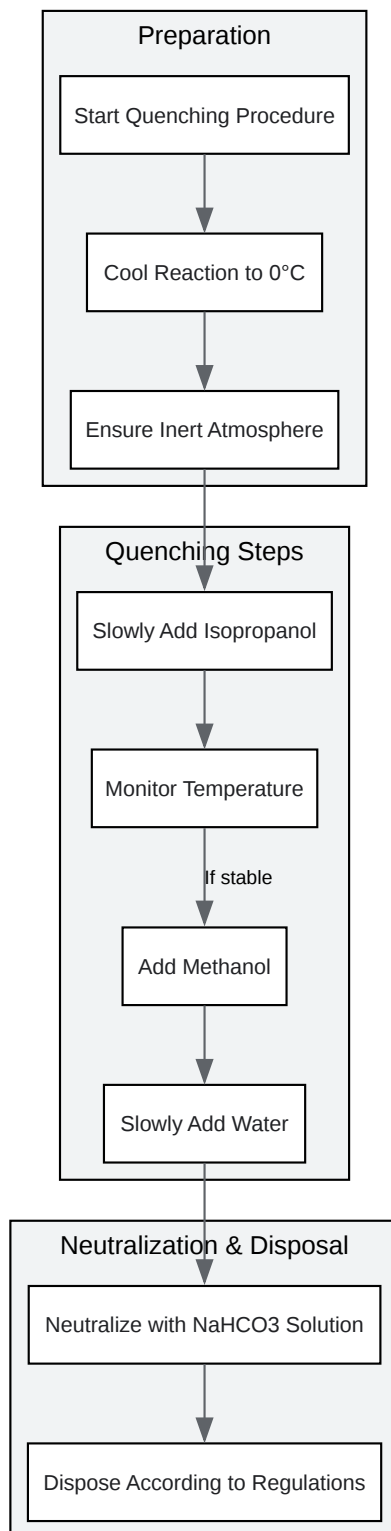 Preparation
Start Quenching Procedure
Cool Reaction to 0°C
Ensure Inert Atmosphere
Quenching Steps
Slowly Add Isopropanol
Monitor Temperature
If stable
Add Methanol
Slowly Add Water
Neutralization & Disposal
Neutralize with NaHCO3 Solution
Dispose According to Regulations